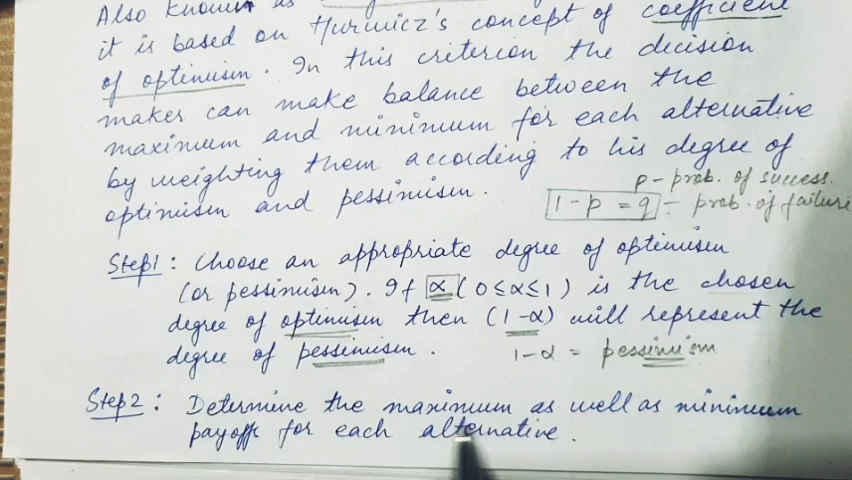 Also known as
it is based on Hurwicz's concept of coefficient
of optimism. In this criterion the decision
maker can make balance between the
maximum and minimum for each alternative
by weighting them according to his degree of
optimism and pessimism.
p - prob. of success.
1 - p = q - prob. of failure
Step1 : Choose an appropriate degree of optimism
(or pessimism). If α (0≤α≤1) is the chosen
degree of optimism then (1-α) will represent the
degree of pessimism.
1-α = pessimism
Step2 : Determine the maximum as well as minimum
payoffs for each alternative.